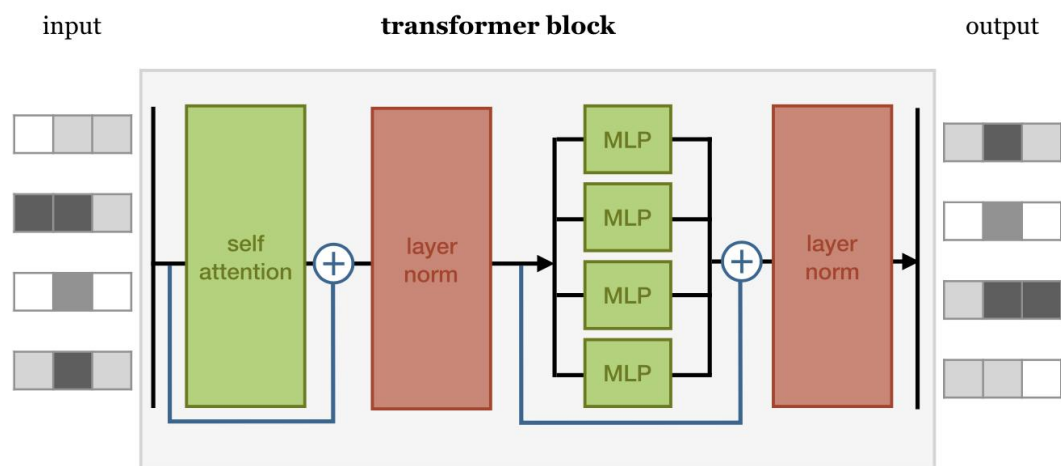 input
transformer block
output
self
attention
layer
norm
MLP
MLP
MLP
MLP
layer
norm